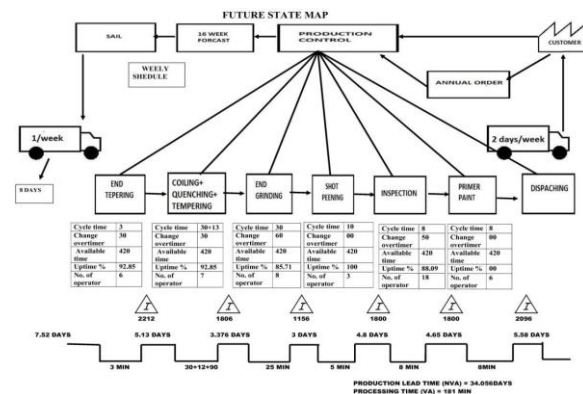 FUTURE STATE MAP
SAIL
16 WEEK
FORCAST
PRODUCTION
CONTROL
CUSTOMER
WEELY
SHEDULE
ANNUAL ORDER
1/week
2 days/week
8 DAYS
END
TEPERING
COILING+
QUENCHING+
TEMPERING
END
GRINDING
SHOT
PEENING
INSPECTION
PRIMER
PAINT
DISPACHING
Cycle time 3
Change overtimer 30
Available time 420
Uptime % 92.85
No. of operator 6
Cycle time 30+13
Change overtimer 30
Available time 420
Uptime % 92.85
No. of operator 7
Cycle time 30
Change overtimer 60
Available time 420
Uptime % 85.71
No. of operator 8
Cycle time 10
Change overtimer 00
Available time 420
Uptime % 100
No. of operator 3
Cycle time 8
Change overtimer 50
Available time 420
Uptime % 88.09
No. of operator 18
Cycle time 8
Change overtimer 00
Available time 420
Uptime % 00
No. of operator 6
I I I I I I
2212 1806 1156 1800 1800 2096
7.52 DAYS 5.13 DAYS 3.376 DAYS 3 DAYS 4.8 DAYS 4.65 DAYS 5.58 DAYS
3 MIN 30+12+90 25 MIN 5 MIN 8 MIN 8MIN
PRODUCTION LEAD TIME (NVA) = 34.056DAYS
PROCESSING TIME (VA) = 181 MIN